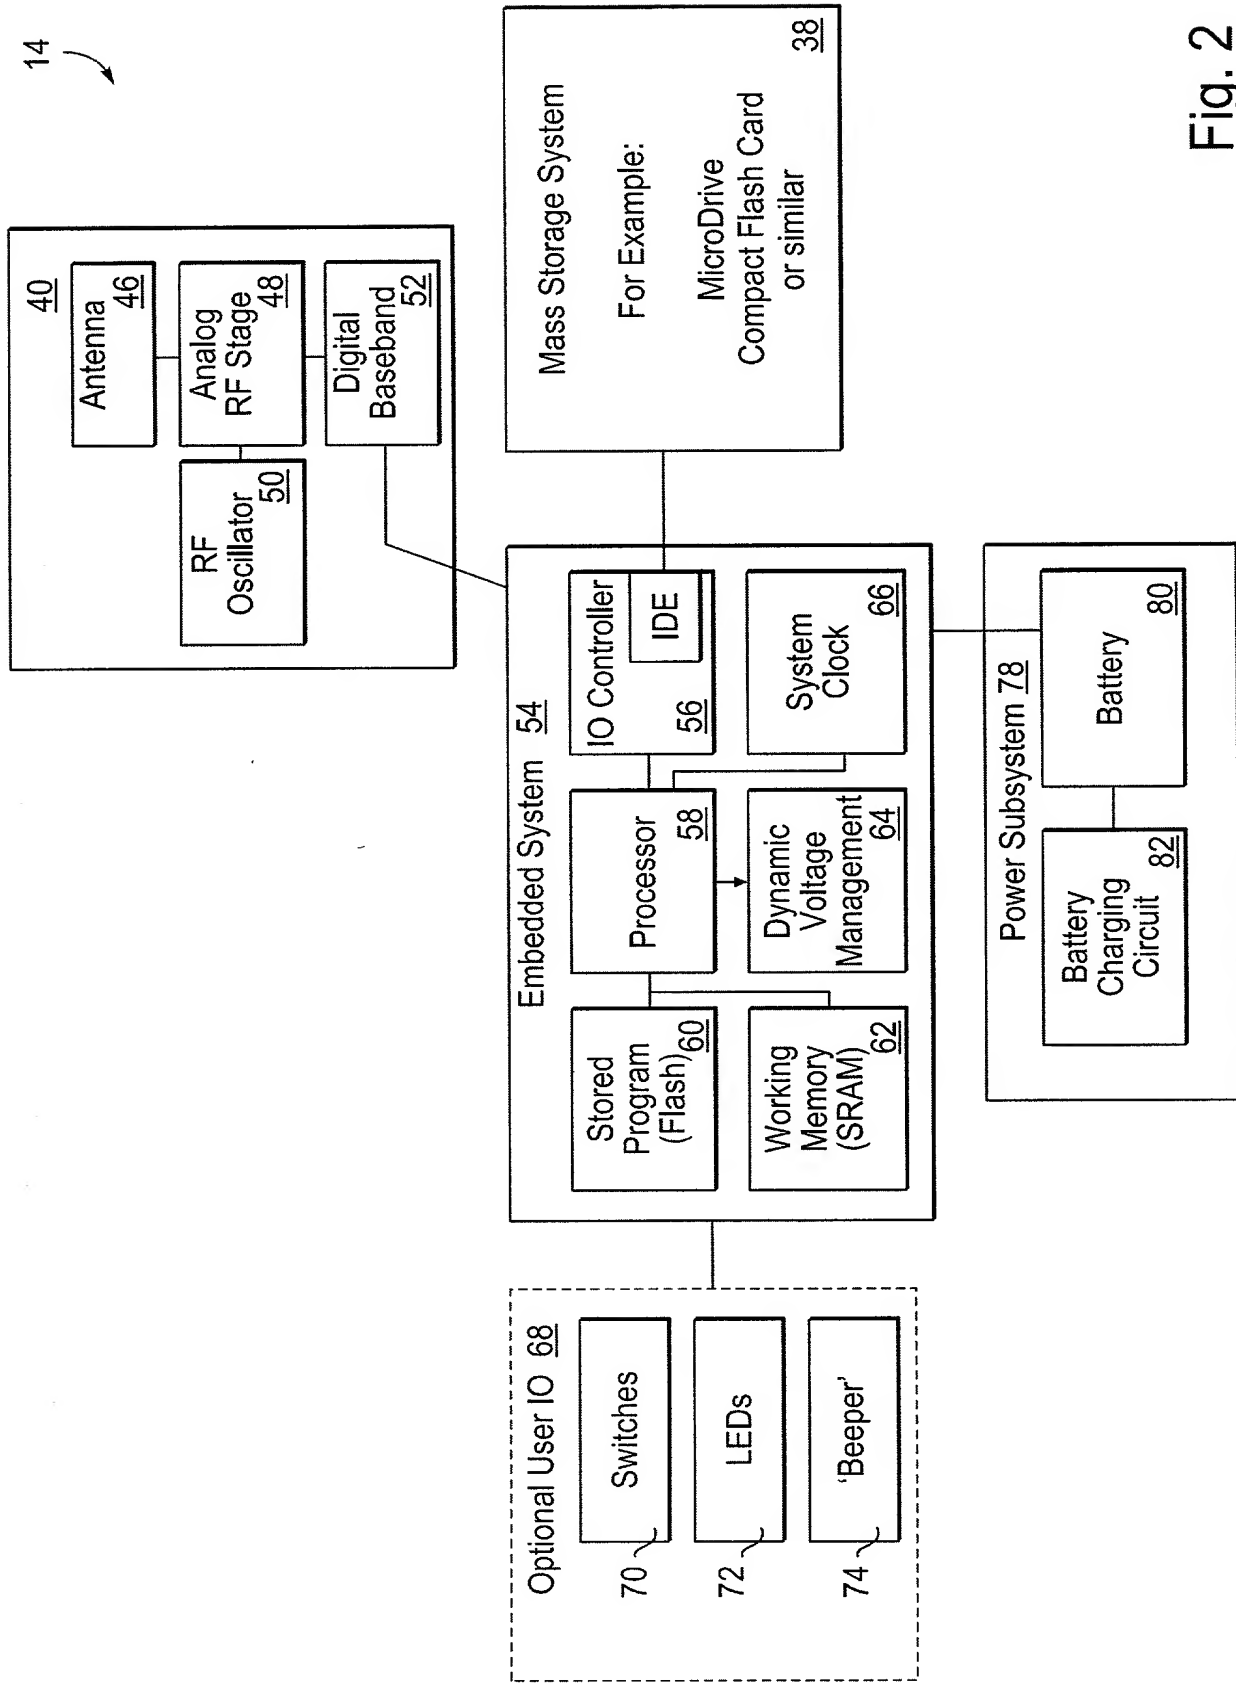 14
40
Antenna
46
Analog
RF Stage
48
RF
Oscillator
50
Digital
Baseband
52
Mass Storage System
For Example:
MicroDrive
Compact Flash Card
or similar
38
Embedded System 54
Stored
Program
(Flash)
60
Processor
58
IO Controller
56
IDE
Working
Memory
(SRAM)
62
Dynamic
Voltage
Management
64
System
Clock
66
Optional User IO 68
Switches
70
LEDs
72
'Beeper'
74
Power Subsystem 78
Battery
Charging
Circuit
82
Battery
80
Fig. 2